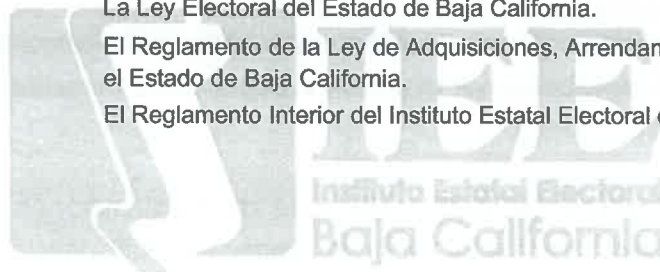 La Ley Electoral del Estado de Baja California.
El Reglamento de la Ley de Adquisiciones,
el Estado de Baja California.
El Reglamento Interior del Instituto Estatal Electoral
IEE
Instituto Estatal Electoral
Baja California